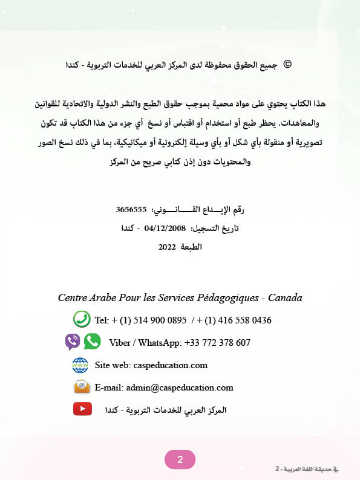 © جميع الحقوق محفوظة لدى المركز العربي للخدمات التربوية - كندا
هذا الكتاب يحتوي على مواد محمية بموجب حقوق الطبع والنشر الدولية والاتحادية للقوانين
والمعاهدات. يحظر طبع أو استخدام أو اقتباس أو نسخ أي جزء من هذا الكتاب قد تكون
تصويرية أو منقولة بأي شكل أو بأي وسيلة إلكترونية أو ميكانيكية، بما في ذلك نسخ الصور
والمحتويات دون إذن كتابي صريح من المركز
رقم الإيـــداع القــــانــــوني: 3656555
تاريخ التسجيل: 04/12/2008 - كندا
الطبعة 2022
Centre Arabe Pour les Services Pédagogiques - Canada
Tel: + (1) 514 900 0895 / + (1) 416 558 0436
Viber / WhatsApp: +33 772 378 607
Site web: caspeducation.com
E-mail: admin@caspeducation.com
المركز العربي للخدمات التربوية - كندا
2
في حديقة اللغة العربية - 2